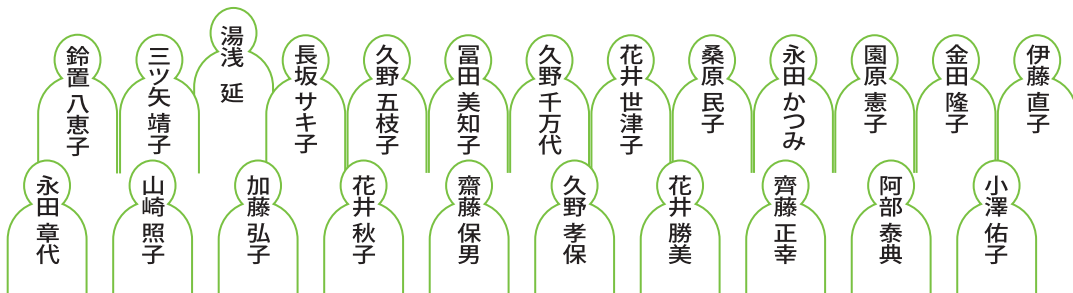 鈴置 八恵子
三ツ矢 靖子
湯浅 延
長坂 サキ子
久野 五枝子
冨田 美知子
久野 千万代
花井 世津子
桑原 民子
永田 かつみ
園原 憲子
金田 隆子
伊藤 直子
永田 章代
山崎 照子
加藤 弘子
花井 秋子
齋藤 保男
久野 孝保
花井 勝美
齊藤 正幸
阿部 泰典
小澤 佑子